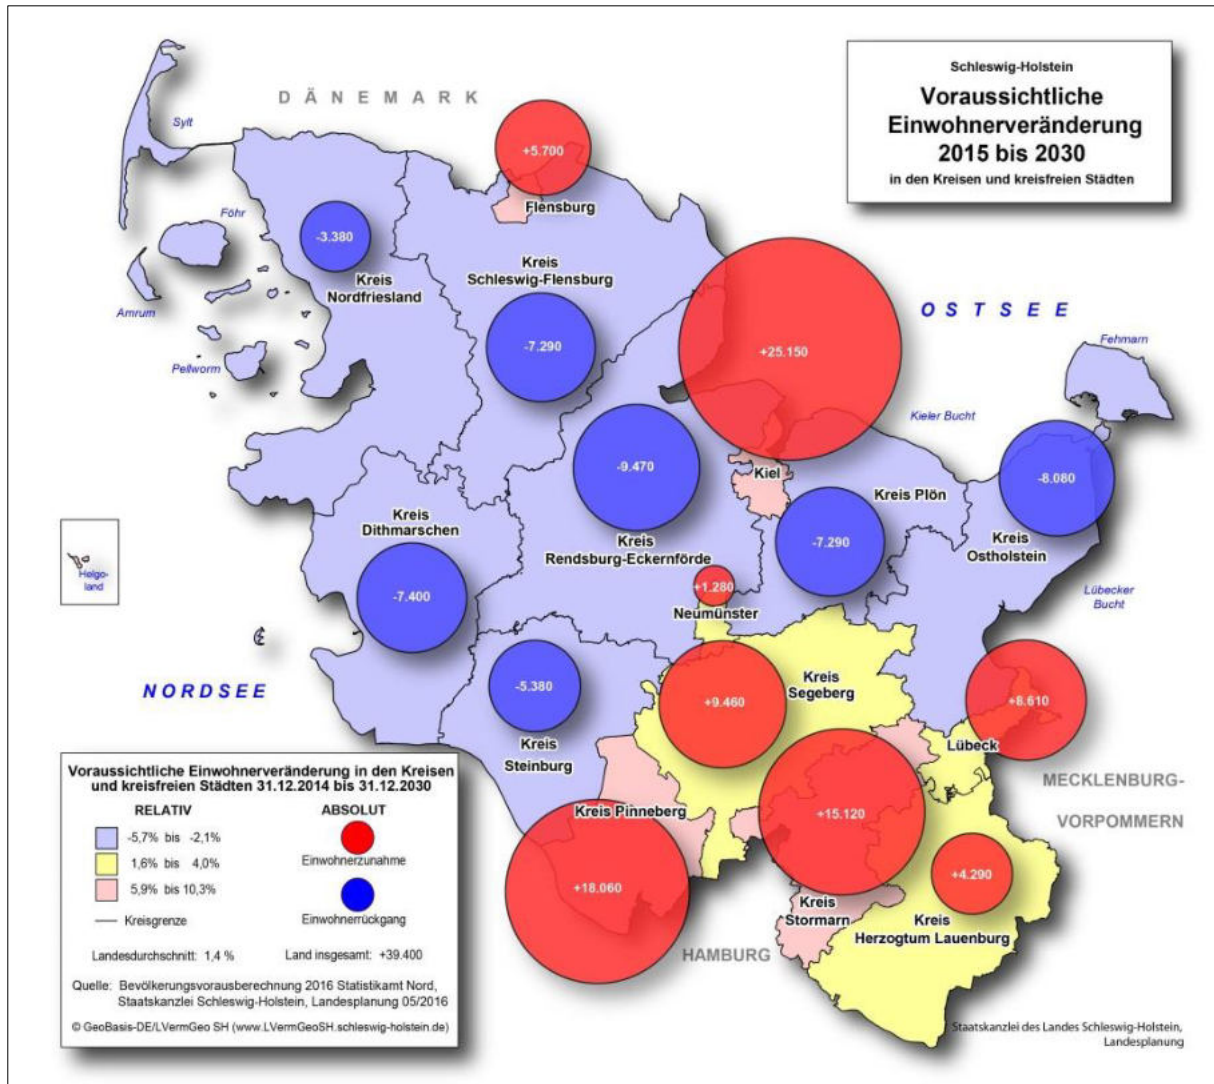 Schleswig-Holstein
Voraussichtliche
Einwohnerveränderung
2015 bis 2030
in den Kreisen und kreisfreien Städten
DÄNEMARK
Sylt
+5.700
Flensburg
Föhr
-3.380
Kreis
Nordfriesland
Kreis
Schleswig-Flensburg
Amrum
Pellworm
-7.290
+25.150
OSTSEE
Fehmarn
Kieler Bucht
-9.470
Kiel
-8.080
Kreis Plön
Kreis
Dithmarschen
Kreis
Rendsburg-Eckernförde
-7.290
Kreis
Ostholstein
Helgo-
land
-7.400
+1.280
Neumünster
Lübecker
Bucht
NORDSEE
-5.380
Kreis
Steinburg
+9.460
Kreis
Segeberg
+8.610
Lübeck
MECKLENBURG-
VORPOMMERN
Kreis Pinneberg
+15.120
+18.060
+4.290
Kreis
Stormarn
Kreis
Herzogtum Lauenburg
HAMBURG
Voraussichtliche Einwohnerveränderung in den Kreisen
und kreisfreien Städten 31.12.2014 bis 31.12.2030
RELATIV
-5,7% bis -2,1%
1,6% bis 4,0%
5,9% bis 10,3%
Kreisgrenze
Landesdurchschnitt: 1,4 %
ABSOLUT
Einwohnerzunahme
Einwohnerrückgang
Land insgesamt: +39.400
Quelle: Bevölkerungsvorausberechnung 2016 Statistikamt Nord,
Staatskanzlei Schleswig-Holstein, Landesplanung 05/2016
© GeoBasis-DE/LVermGeo SH (www.LVermGeoSH.schleswig-holstein.de)
Staatskanzlei des Landes Schleswig-Holstein,
Landesplanung